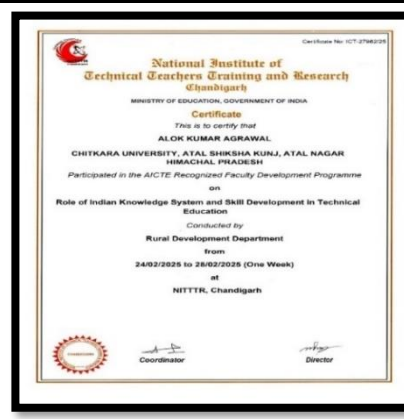 Certificate No: ICT-27982/25
National Institute of
Technical Teachers Training and Research
Chandigarh
MINISTRY OF EDUCATION, GOVERNMENT OF INDIA
Certificate
This is to certify that
ALOK KUMAR AGRAWAL
CHITKARA UNIVERSITY, ATAL SHIKSHA KUNJ, ATAL NAGAR
HIMACHAL PRADESH
Participated in the AICTE Recognized Faculty Development Programme
on
Role of Indian Knowledge System and Skill Development in Technical
Education
Conducted by
Rural Development Department
from
24/02/2025 to 28/02/2025 (One Week)
at
NITTTR, Chandigarh
Coordinator
Director